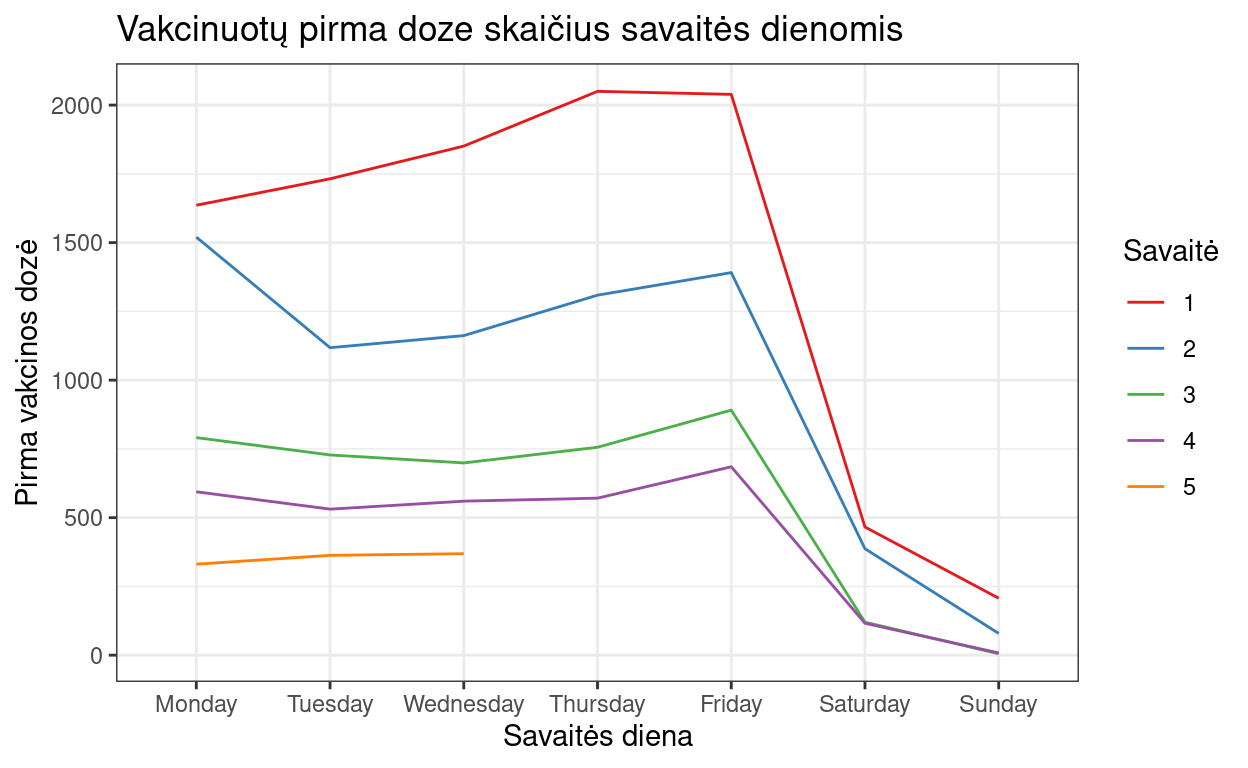 Vakcinuotų pirma doze skaičius savaitės dienomis
Pirma vakcinos dozė
2000
1500
1000
500
0
Monday Tuesday Wednesday Thursday Friday Saturday Sunday
Savaitės diena
Savaitė
1
2
3
4
5